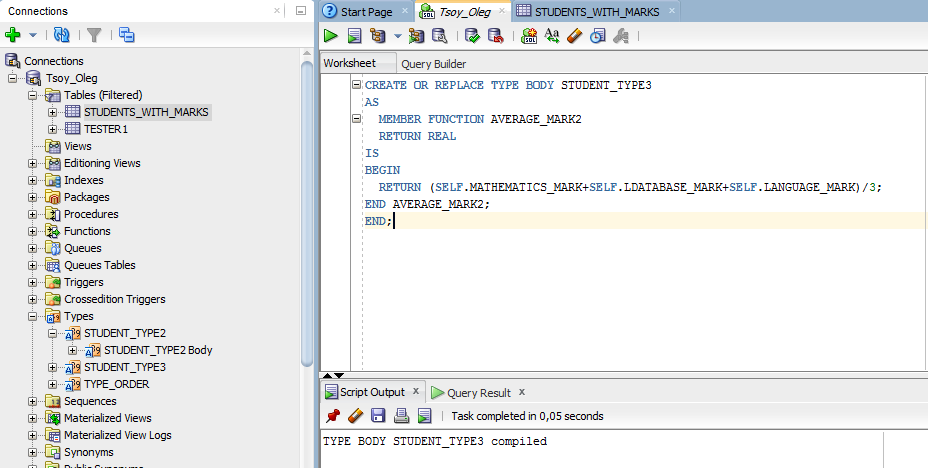 Connections
Connections
Tsoy_Oleg
Tables (Filtered)
STUDENTS_WITH_MARKS
TESTER1
Views
Editioning Views
Indexes
Packages
Procedures
Functions
Queues
Queues Tables
Triggers
Crossedition Triggers
Types
STUDENT_TYPE2
STUDENT_TYPE2 Body
STUDENT_TYPE3
TYPE_ORDER
Sequences
Materialized Views
Materialized View Logs
Synonyms
Public Synonyms
Start Page
Tsoy_Oleg
STUDENTS_WITH_MARKS
Worksheet
Query Builder
CREATE OR REPLACE TYPE BODY STUDENT_TYPE3
AS
MEMBER FUNCTION AVERAGE_MARK2
RETURN REAL
IS
BEGIN
RETURN (SELF.MATHEMATICS_MARK+SELF.LDATABASE_MARK+SELF.LANGUAGE_MARK)/3;
END AVERAGE_MARK2;
END;
Script Output
Query Result
Task completed in 0,05 seconds
TYPE BODY STUDENT_TYPE3 compiled